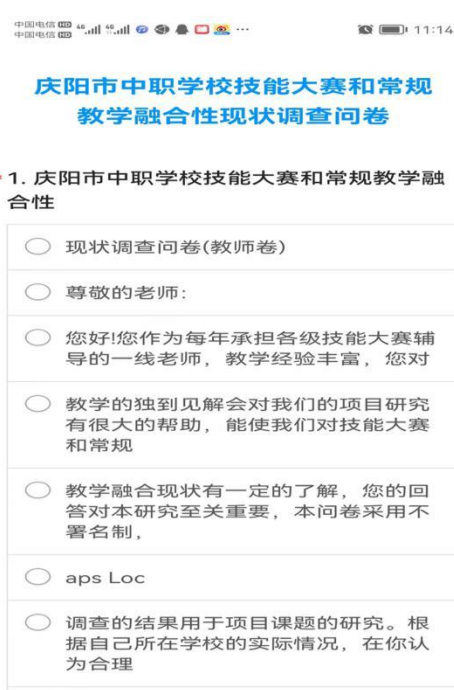 中国电信 HD 4G 4G 11:14
中国电信 HD
庆阳市中职学校技能大赛和常规
教学融合性现状调查问卷
*1. 庆阳市中职学校技能大赛和常规教学融
合性
现状调查问卷(教师卷)
尊敬的老师:
您好!您作为每年承担各级技能大赛辅
导的一线老师，教学经验丰富，您对
教学的独到见解会对我们的项目研究
有很大的帮助，能使我们对技能大赛
和常规
教学融合现状有一定的了解，您的回
答对本研究至关重要，本问卷采用不
署名制，
aps Loc
调查的结果用于项目课题的研究。根
据自己所在学校的实际情况，在你认
为合理